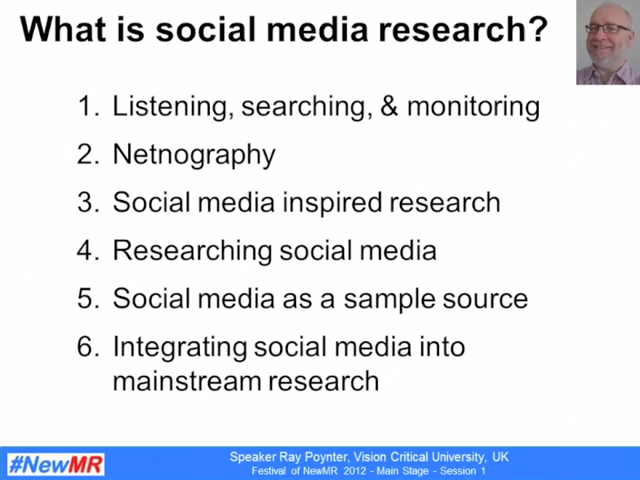 What is social media research?
1. Listening, searching, & monitoring
2. Netnography
3. Social media inspired research
4. Researching social media
5. Social media as a sample source
6. Integrating social media into
mainstream research
#NewMR
Speaker Ray Poynter, Vision Critical University, UK
Festival of NewMR 2012 - Main Stage - Session 1